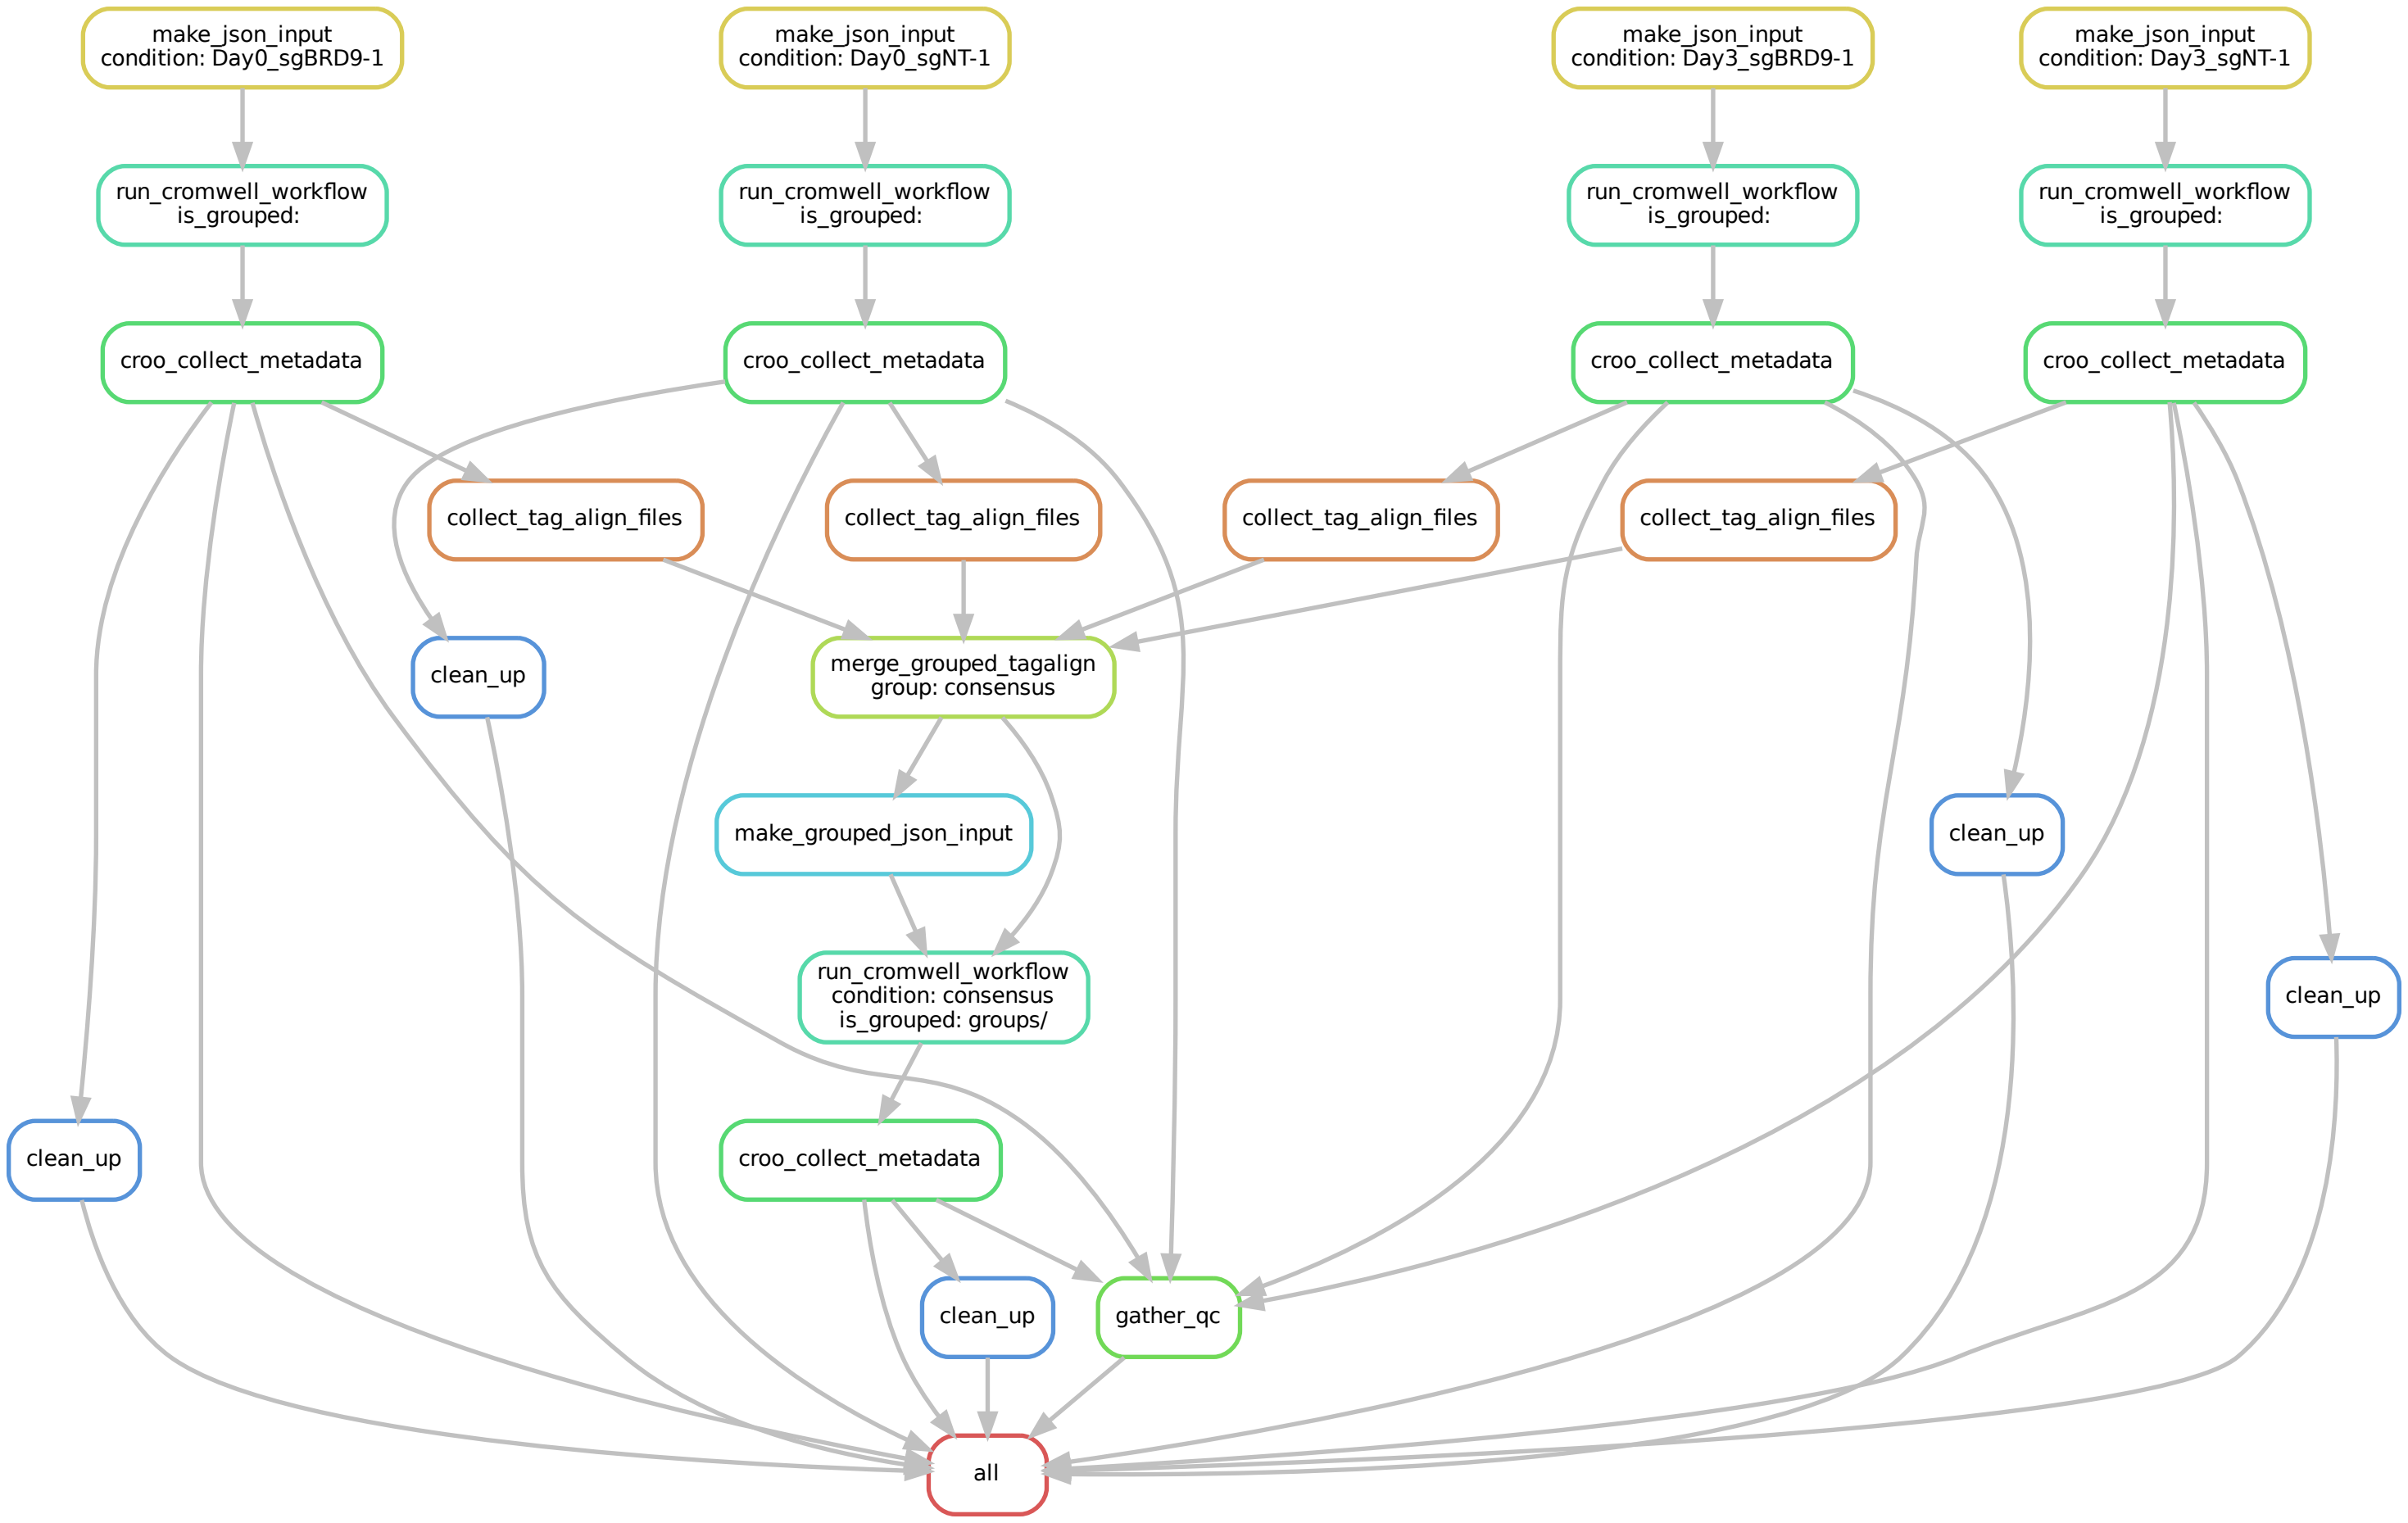 make_json_input
condition: Day0_sgBRD9-1
make_json_input
condition: Day0_sgNT-1
make_json_input
condition: Day3_sgBRD9-1
make_json_input
condition: Day3_sgNT-1
run_cromwell_workflow
is_grouped:
run_cromwell_workflow
is_grouped:
run_cromwell_workflow
is_grouped:
run_cromwell_workflow
is_grouped:
croo_collect_metadata
croo_collect_metadata
croo_collect_metadata
croo_collect_metadata
collect_tag_align_files
collect_tag_align_files
collect_tag_align_files
collect_tag_align_files
clean_up
merge_grouped_tagalign
group: consensus
make_grouped_json_input
clean_up
run_cromwell_workflow
condition: consensus
is_grouped: groups/
clean_up
clean_up
croo_collect_metadata
clean_up
gather_qc
all